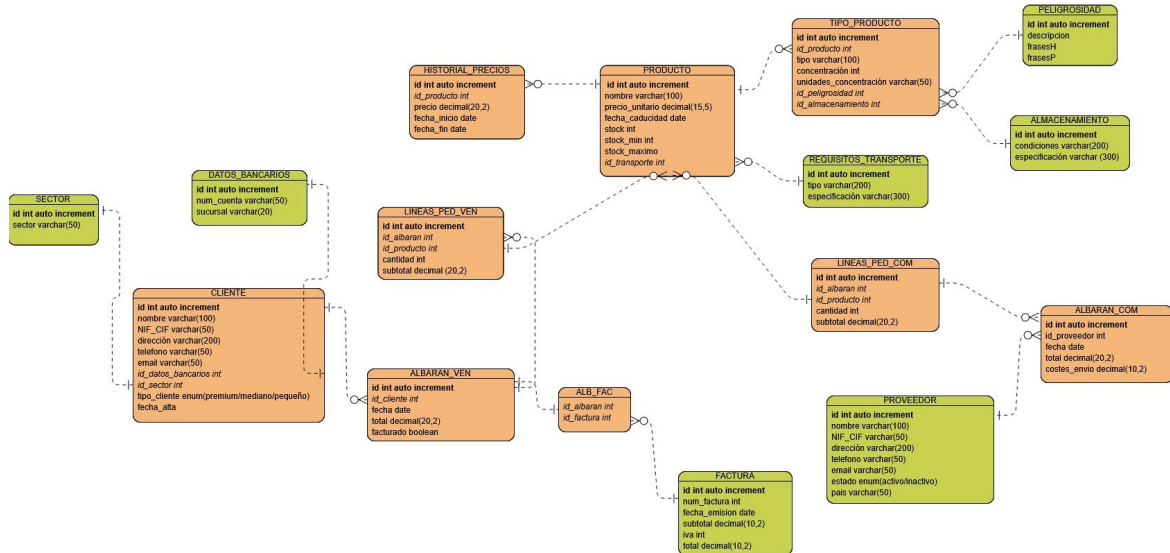 PELIGROSIDAD
id int auto increment
descripcion
frasesH
frasesP
TIPO_PRODUCTO
id int auto increment
id_producto int
tipo varchar(100)
concentración int
unidades_concentración varchar(50)
id_peligrosidad int
id_almacenamiento int
HISTORIAL_PRECIOS
id int auto increment
id_producto int
precio decimal(20,2)
fecha_inicio date
fecha_fin date
PRODUCTO
id int auto increment
nombre varchar(100)
precio_unitario decimal(15,5)
fecha_caducidad date
stock int
stock_min int
stock_maximo
id_transporte int
ALMACENAMIENTO
id int auto increment
condiciones varchar(200)
especificación varchar (300)
REQUISITOS_TRANSPORTE
id int auto increment
tipo varchar(200)
especificación varchar(300)
DATOS_BANCARIOS
id int auto increment
num_cuenta varchar(50)
sucursal varchar(20)
SECTOR
id int auto increment
sector varchar(50)
LINEAS_PED_VEN
id int auto increment
id_albaran int
id_producto int
cantidad int
subtotal decimal (20,2)
LINEAS_PED_COM
id int auto increment
id_albaran int
id_producto int
cantidad int
subtotal decimal(20,2)
CLIENTE
id int auto increment
nombre varchar(100)
NIF_CIF varchar(50)
dirección varchar(200)
telefono varchar(50)
email varchar(50)
id_datos_bancarios int
id_sector int
tipo_cliente enum(premium/mediano/pequeño)
fecha_alta
ALBARAN_COM
id int auto increment
id_proveedor int
fecha date
total decimal(20,2)
costes_envio decimal(10,2)
ALBARAN_VEN
id int auto increment
id_cliente int
fecha date
total decimal(20,2)
facturado boolean
ALB_FAC
id_albaran int
id_factura int
PROVEEDOR
id int auto increment
nombre varchar(100)
NIF_CIF varchar(50)
dirección varchar(200)
telefono varchar(50)
email varchar(50)
estado enum(activo/inactivo)
pais varchar(50)
FACTURA
id int auto increment
num_factura int
fecha_emision date
subtotal decimal(10,2)
iva int
total decimal(10,2)